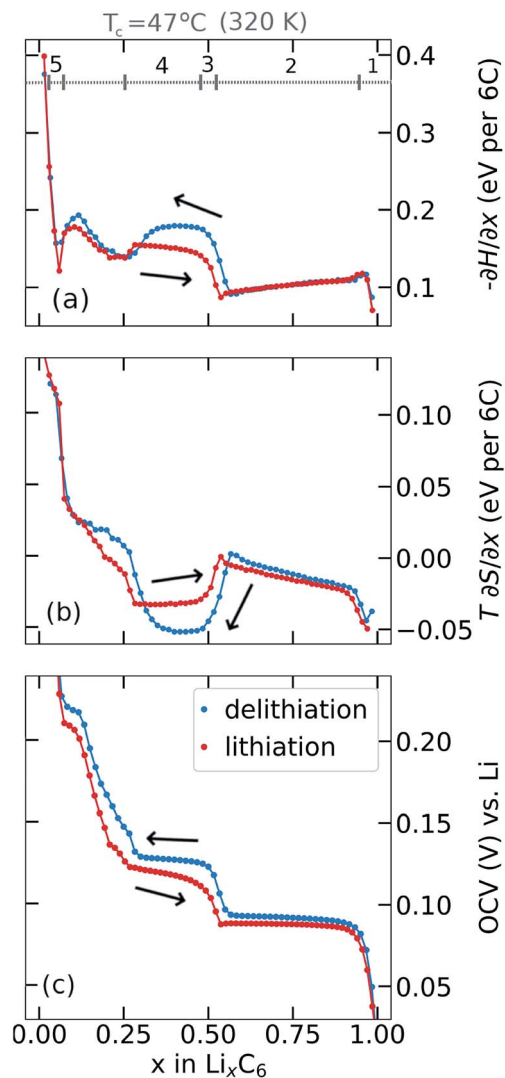 T_c=47°C (320 K)
5 4 3 2 1
0.4
0.3
0.2
0.1
-∂H/∂x (eV per 6C)
(a)
0.10
0.05
0.00
−0.05
T ∂S/∂x (eV per 6C)
(b)
delithiation
lithiation
0.20
0.15
0.10
0.05
OCV (V) vs. Li
(c)
0.00 0.25 0.50 0.75 1.00
x in Li_xC_6